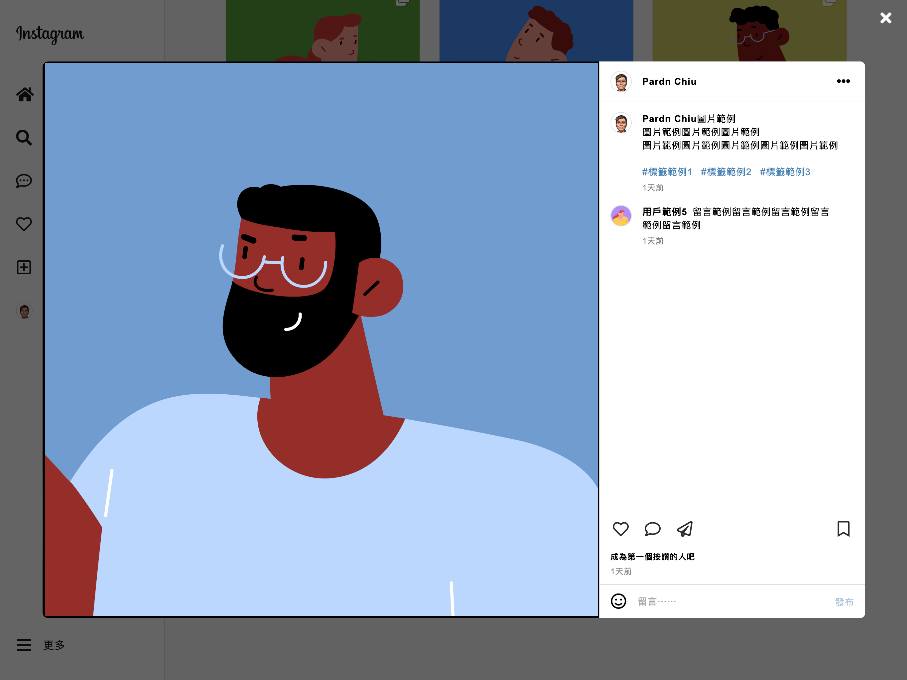 Instagram
Pardn Chiu
Pardn Chiu圖片範例
圖片範例圖片範例圖片範例
圖片範例圖片範例圖片範例圖片範例圖片範例
#標籤範例1 #標籤範例2 #標籤範例3
1天前
用戶範例5 留言範例留言範例留言範例留言
範例留言範例
1天前
成為第一個按讚的人吧
1天前
留言⋯⋯
發布
更多